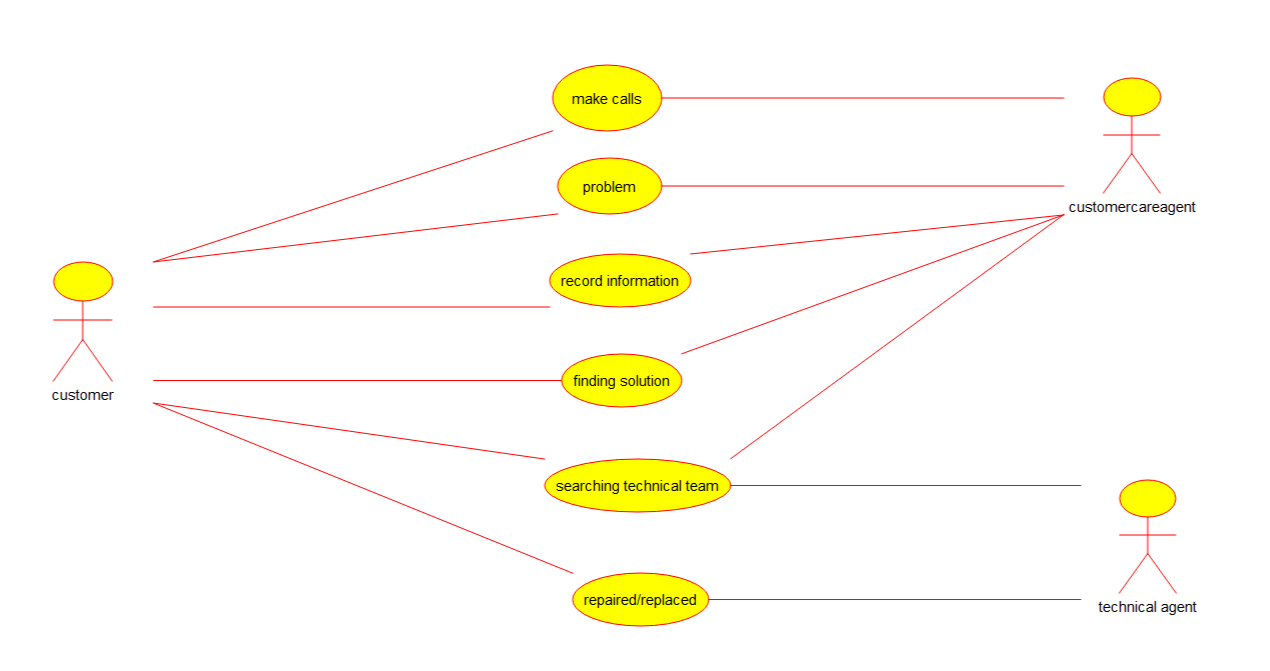 make calls
problem
customercareagent
record information
finding solution
customer
searching technical team
repaired/replaced
technical agent